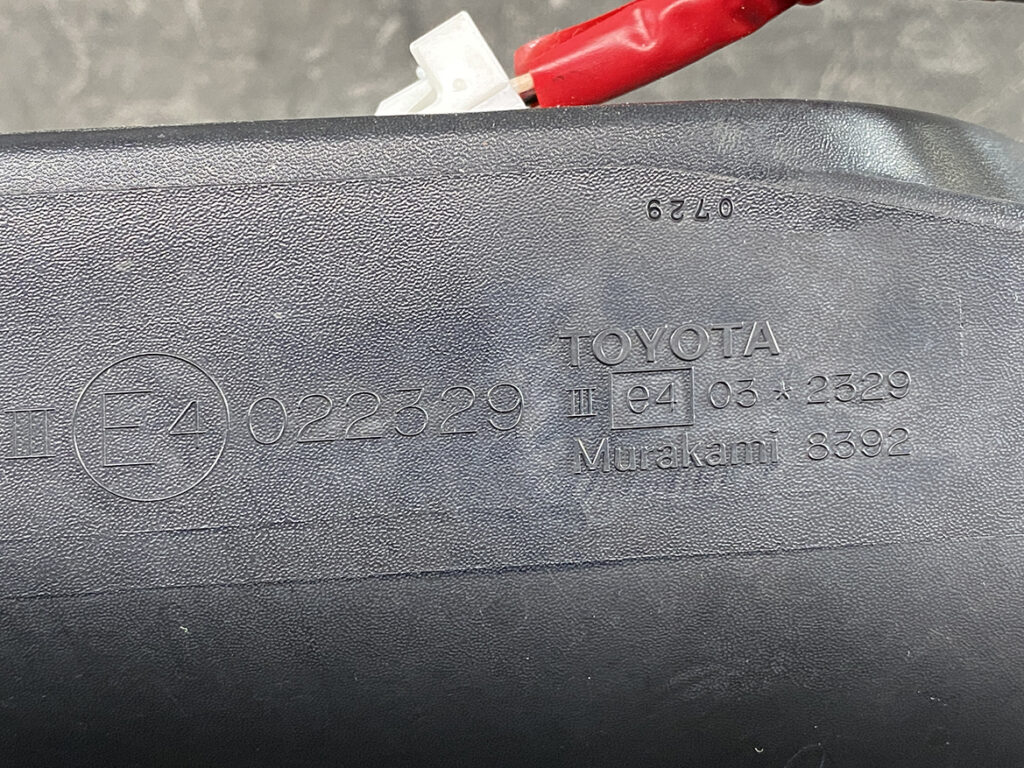 0729
TOYOTA
III E4 022329
III e4 03*2329
Murakami 8392